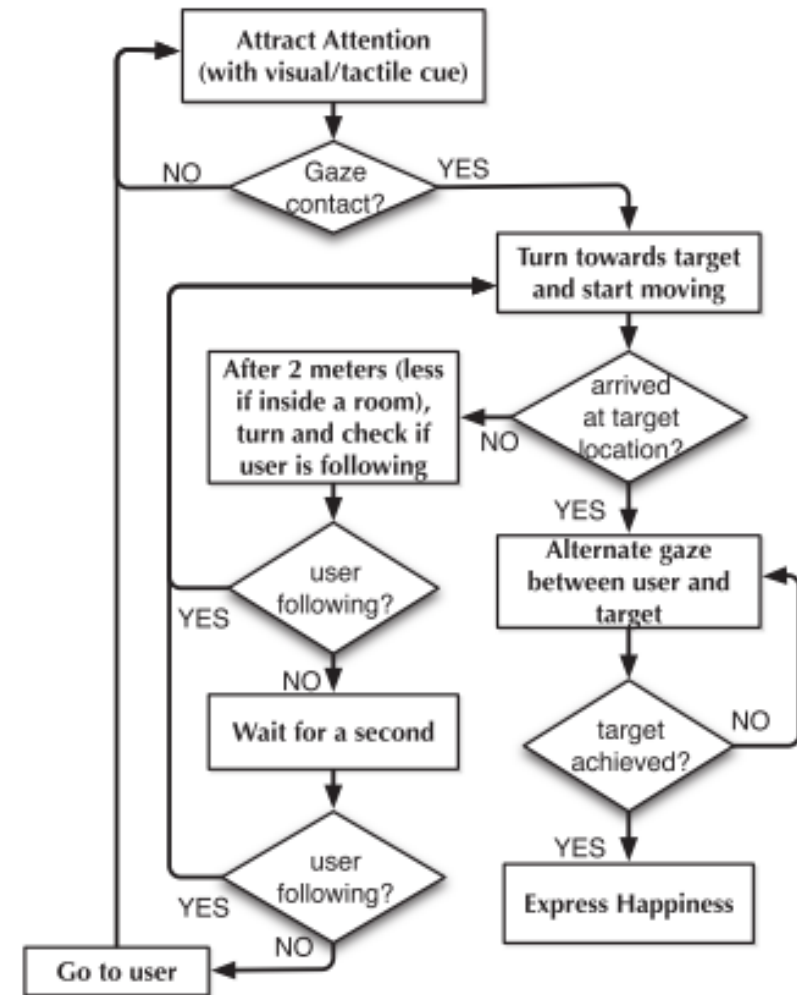 Attract Attention
(with visual/tactile cue)
NO
YES
Gaze
contact?
Turn towards target
and start moving
After 2 meters (less
if inside a room),
turn and check if
user is following
arrived
at target
location?
NO
YES
Alternate gaze
between user and
target
user
following?
YES
NO
Wait for a second
target
achieved?
NO
YES
user
following?
YES
NO
Express Happiness
Go to user